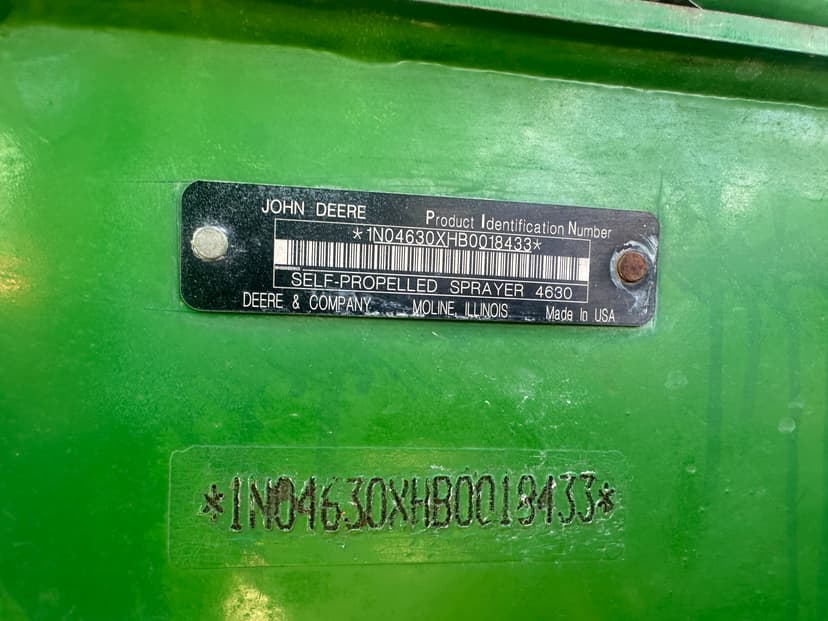 JOHN DEERE Product Identification Number
*1N04630XHB0018433*
SELF-PROPELLED SPRAYER 4630
DEERE & COMPANY MOLINE, ILLINOIS Made In USA
*1N04630XHB0018433*